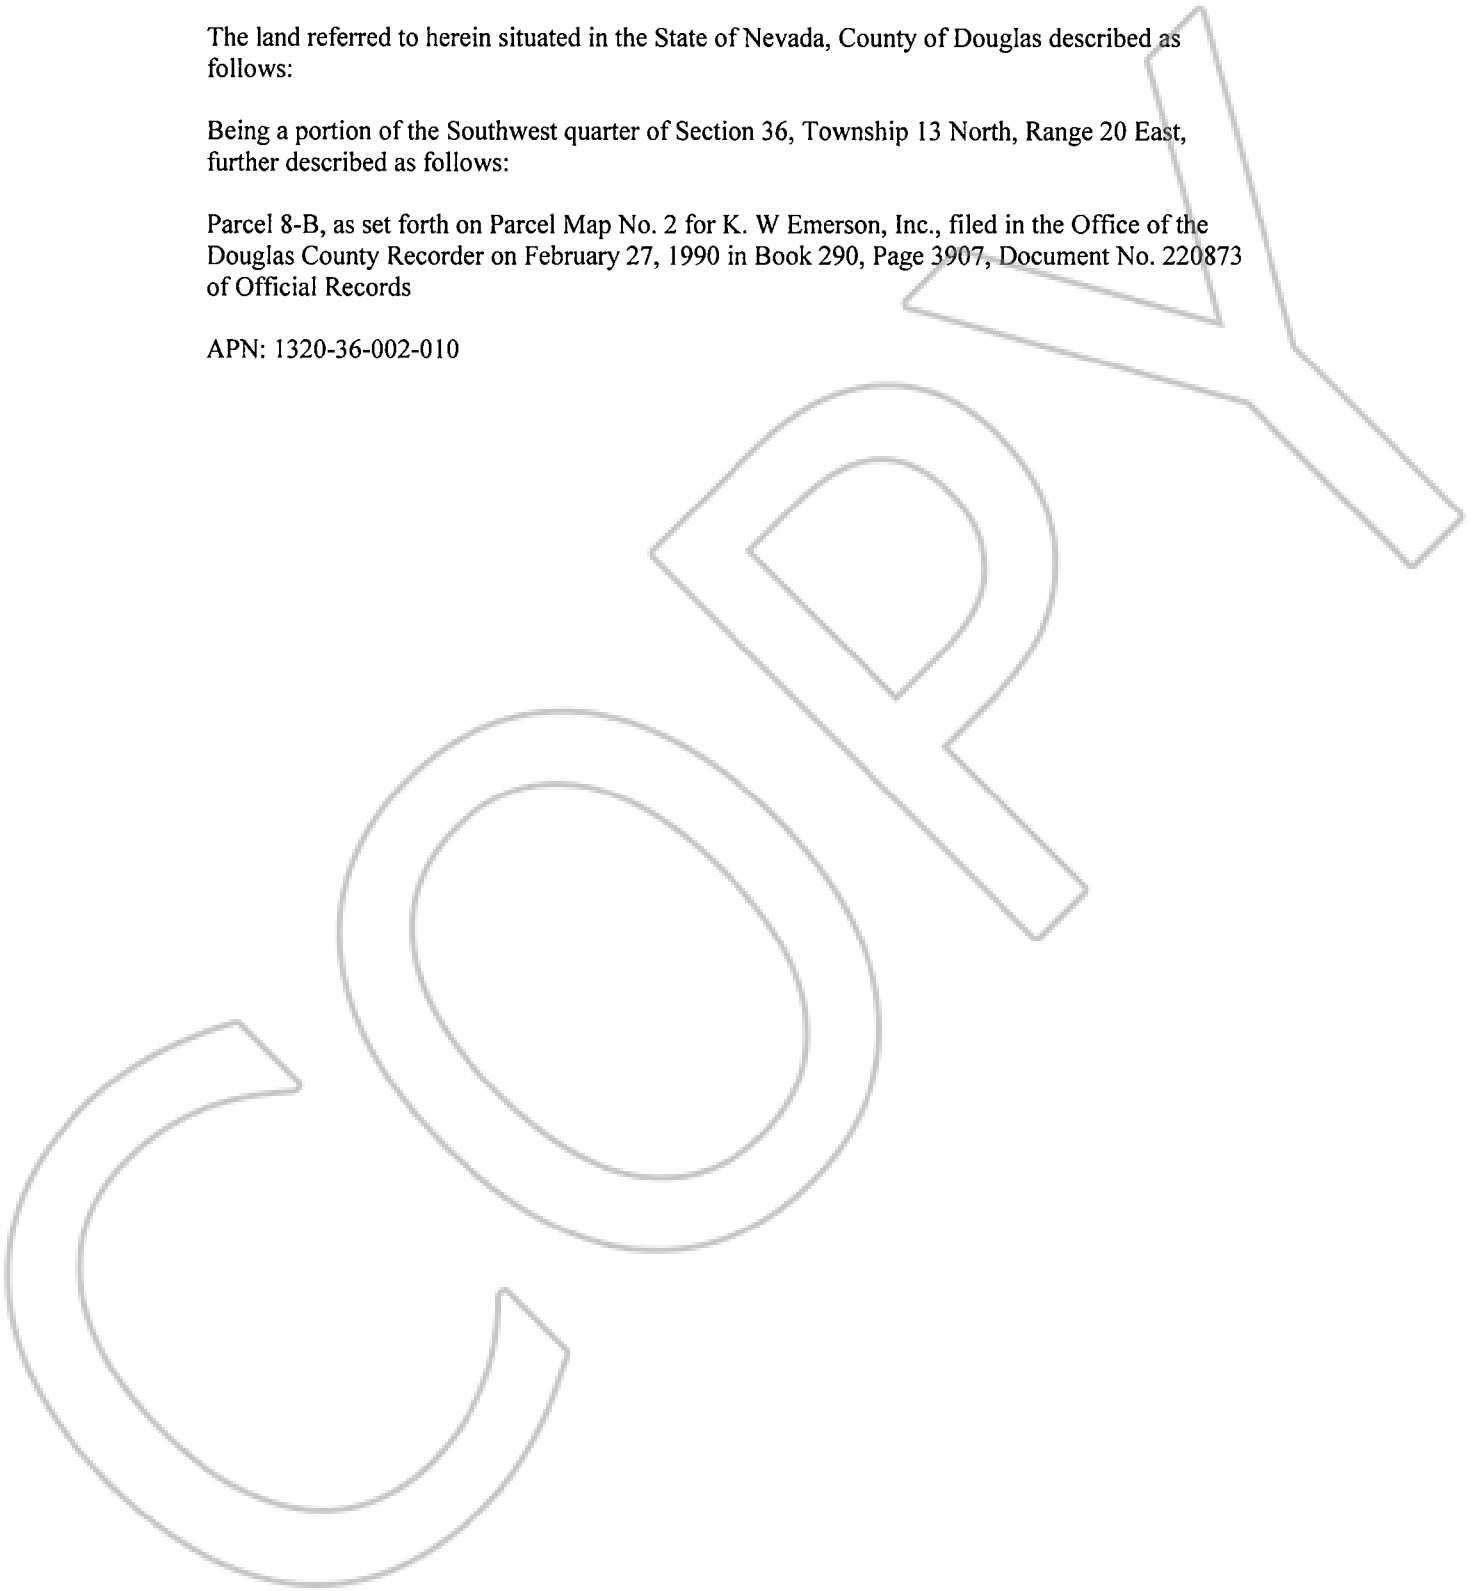 The land referred to herein situated in the State of Nevada, County of Douglas described as
follows:
Being a portion of the Southwest quarter of Section 36, Township 13 North, Range 20 East,
further described as follows:
Parcel 8-B, as set forth on Parcel Map No. 2 for K. W Emerson, Inc., filed in the Office of the
Douglas County Recorder on February 27, 1990 in Book 290, Page 3907, Document No. 220873
of Official Records
APN: 1320-36-002-010
COPY